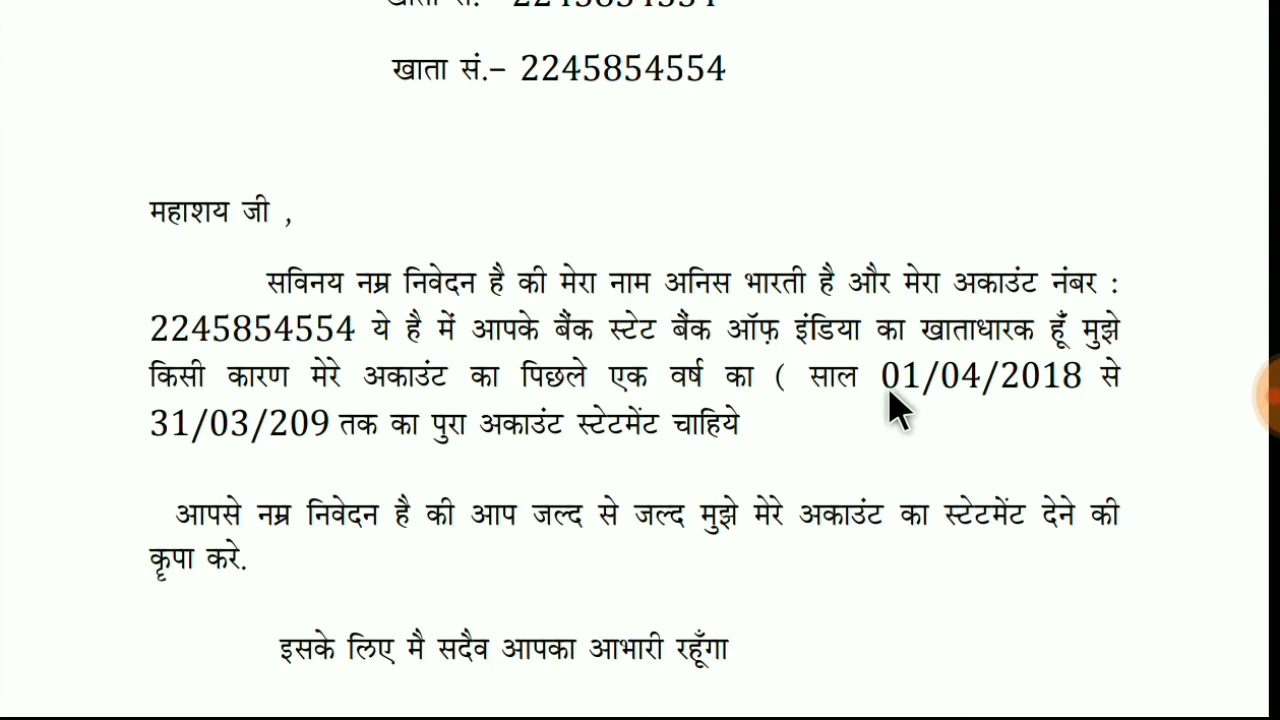 खाता सं.– 2245854554
खाता सं.– 2245854554
महाशय जी ,
सविनय नम्र निवेदन है की मेरा नाम अनिस भारती है और मेरा अकाउंट नंबर :
2245854554 ये है में आपके बैंक स्टेट बैंक ऑफ़ इंडिया का खाताधारक हूँ मुझे
किसी कारण मेरे अकाउंट का पिछले एक वर्ष का ( साल 01/04/2018 से
31/03/209 तक का पुरा अकाउंट स्टेटमेंट चाहिये
आपसे नम्र निवेदन है की आप जल्द से जल्द मुझे मेरे अकाउंट का स्टेटमेंट देने की
कृपा करे.
इसके लिए मै सदैव आपका आभारी रहूँगा